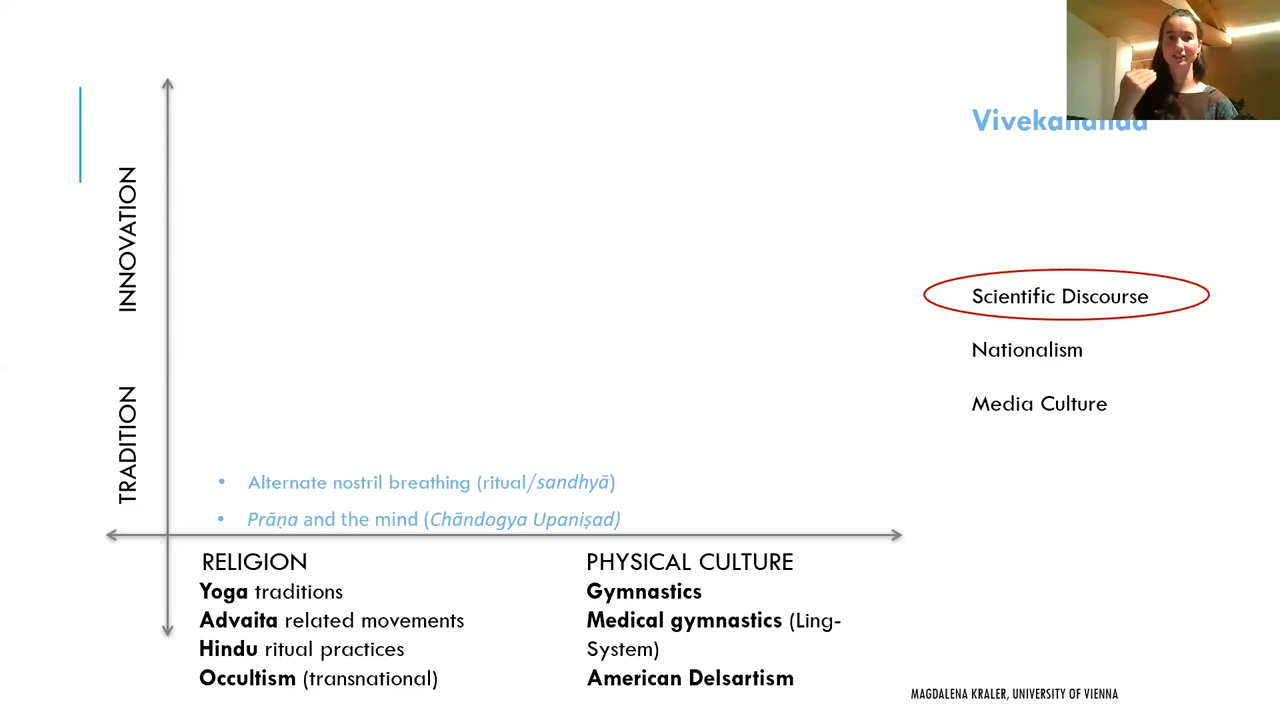 Vivekananda
INNOVATION
Scientific Discourse
Nationalism
Media Culture
TRADITION
• Alternate nostril breathing (ritual/sandhyā)
• Prāṇa and the mind (Chāndogya Upaniṣad)
RELIGION
Yoga traditions
Advaita related movements
Hindu ritual practices
Occultism (transnational)
PHYSICAL CULTURE
Gymnastics
Medical gymnastics (Ling-
System)
American Delsartism
MAGDALENA KRALER, UNIVERSITY OF VIENNA